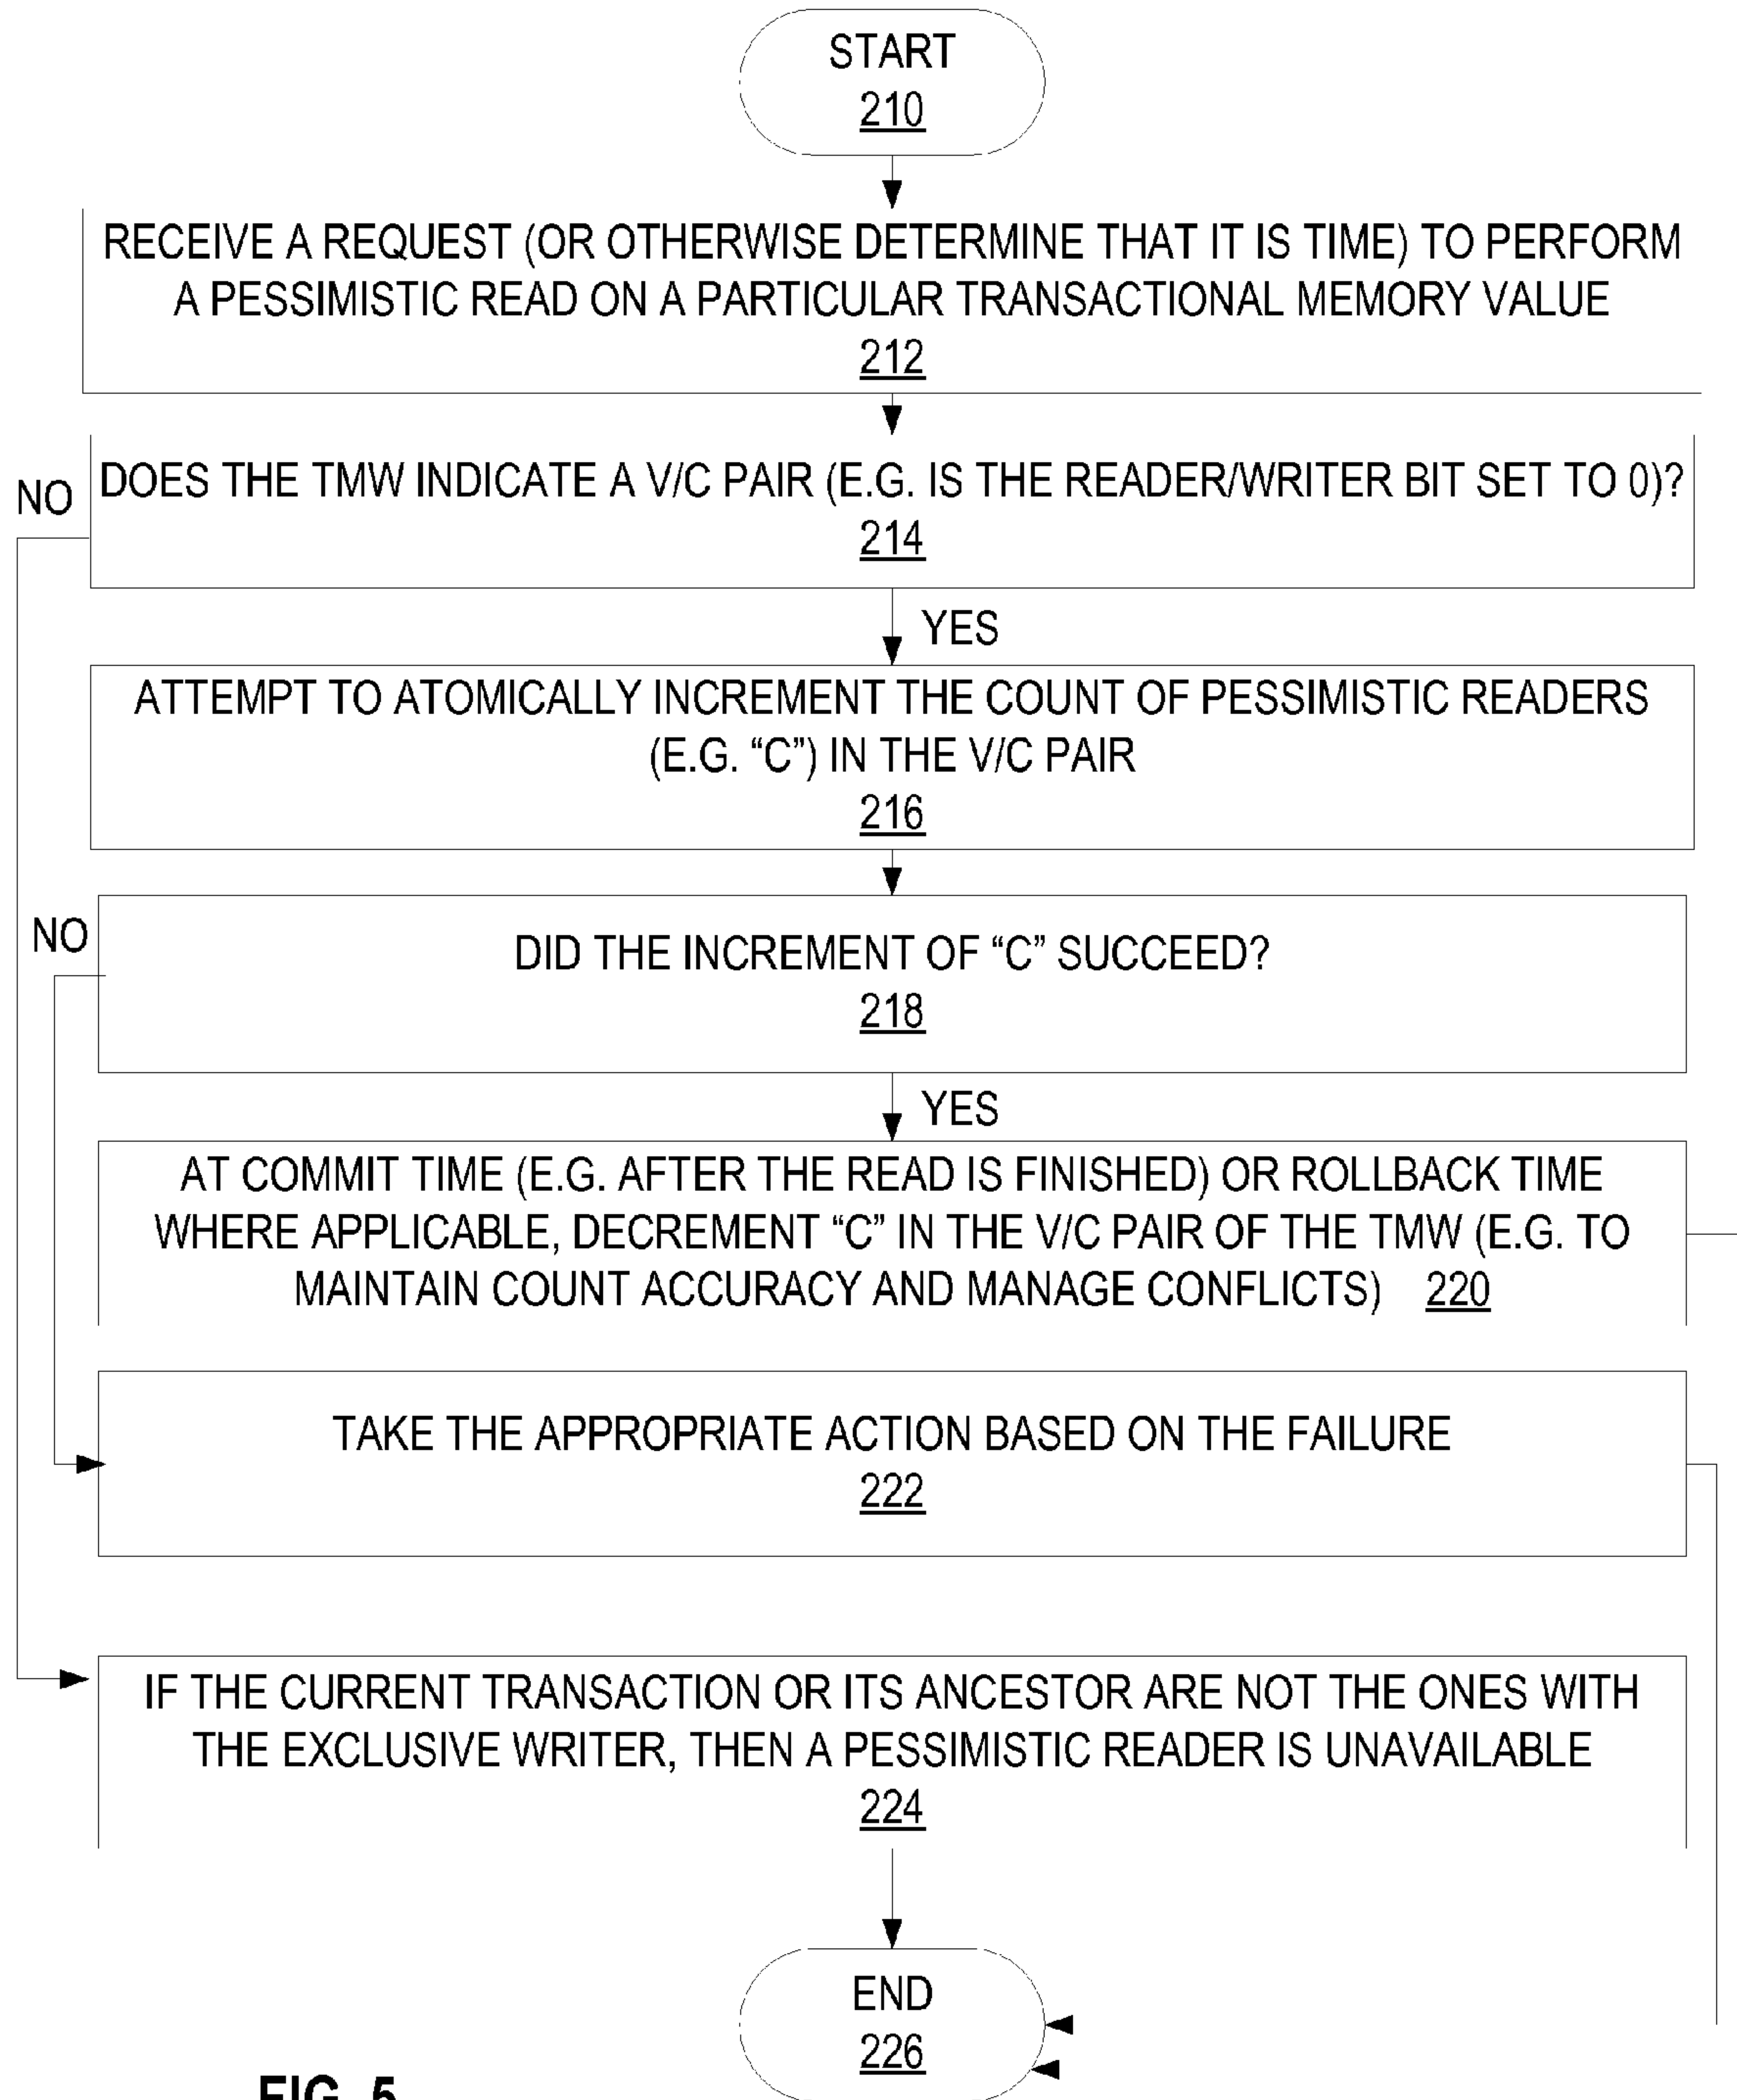 START
210
RECEIVE A REQUEST (OR OTHERWISE DETERMINE THAT IT IS TIME) TO PERFORM
A PESSIMISTIC READ ON A PARTICULAR TRANSACTIONAL MEMORY VALUE
212
NO
DOES THE TMW INDICATE A V/C PAIR (E.G. IS THE READER/WRITER BIT SET TO 0)?
214
YES
ATTEMPT TO ATOMICALLY INCREMENT THE COUNT OF PESSIMISTIC READERS
(E.G. “C”) IN THE V/C PAIR
216
NO
DID THE INCREMENT OF “C” SUCCEED?
218
YES
AT COMMIT TIME (E.G. AFTER THE READ IS FINISHED) OR ROLLBACK TIME
WHERE APPLICABLE, DECREMENT “C” IN THE V/C PAIR OF THE TMW (E.G. TO
MAINTAIN COUNT ACCURACY AND MANAGE CONFLICTS) 220
TAKE THE APPROPRIATE ACTION BASED ON THE FAILURE
222
IF THE CURRENT TRANSACTION OR ITS ANCESTOR ARE NOT THE ONES WITH
THE EXCLUSIVE WRITER, THEN A PESSIMISTIC READER IS UNAVAILABLE
224
END
226
FIG. 5